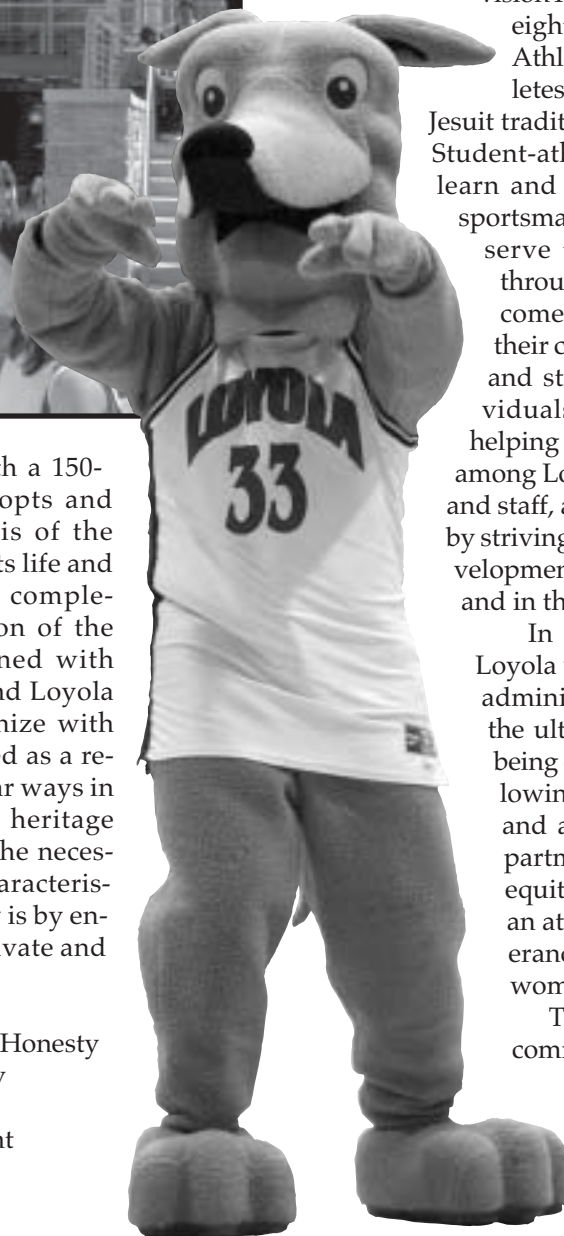 h a 150-
opts and
is of the
ts life and
comple-
on of the
ned with
nd Loyola
nize with
ed as a re-
ar ways in
heritage
he neces-
aracteris-
is by en-
vate and
Honesty
y
nt
LOYOLA
33
eight
Athl
letes
Jesuit tradit
Student-ath
learn and
sportsma
serve
throu
come
their c
and st
viduals
helping
among Lo
and staff, a
by striving
velopmen
and in th
In
Loyola
admini
the ult
being
lowin
and a
partm
equit
an at
eranc
wom
T
com